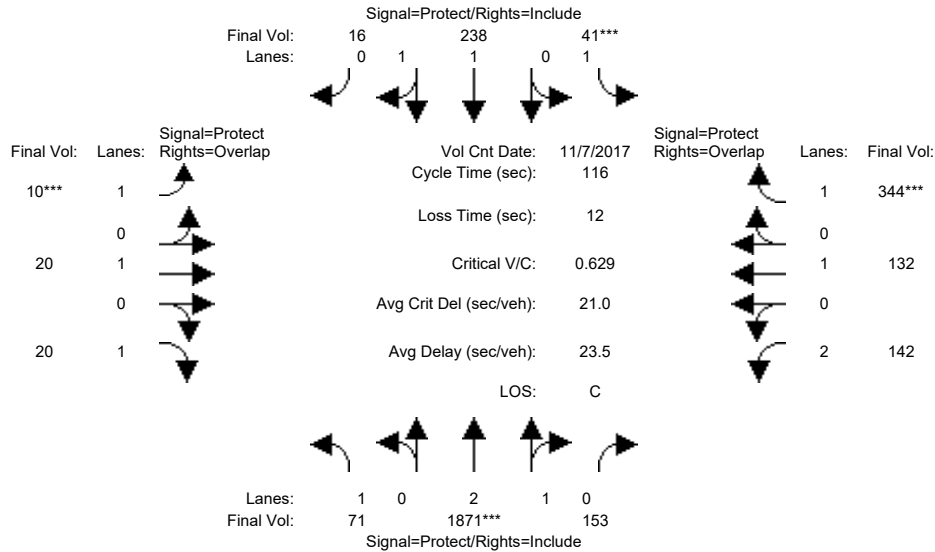 Signal=Protect/Rights=Include
Final Vol: 16 238 41***
Lanes: 0 1 1 0 1
Signal=Protect
Final Vol: Lanes: Rights=Overlap
Vol Cnt Date: 11/7/2017
Signal=Protect
Rights=Overlap Lanes: Final Vol:
10*** 1
Cycle Time (sec): 116
1 344***
0
Loss Time (sec): 12
0
20 1
Critical V/C: 0.629
1 132
0
Avg Crit Del (sec/veh): 21.0
0
20 1
Avg Delay (sec/veh): 23.5
2 142
LOS: C
Lanes: 1 0 2 1 0
Final Vol: 71 1871*** 153
Signal=Protect/Rights=Include